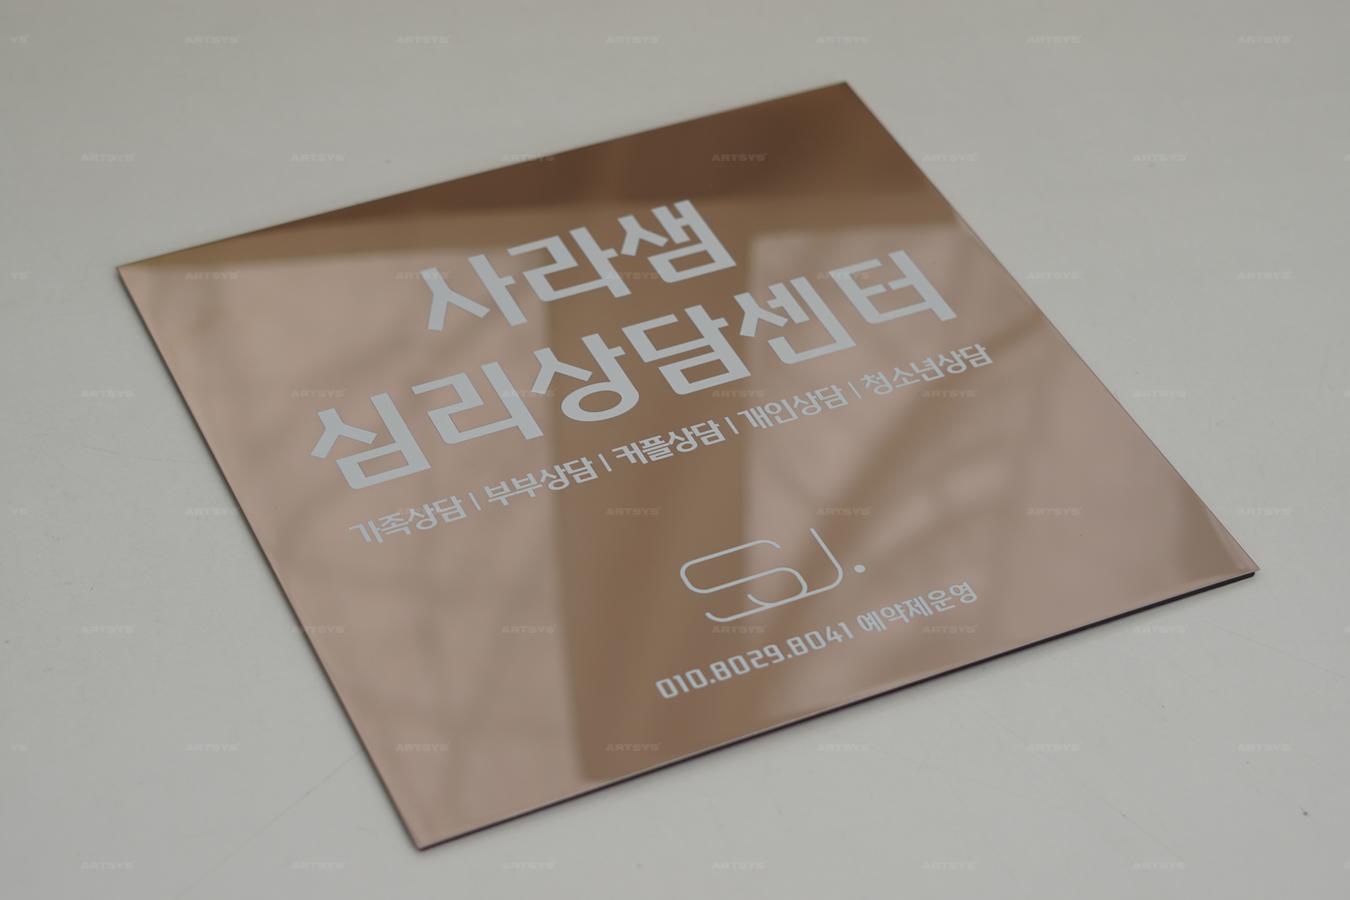 사라샘
심리상담센터
가족상담 | 부부상담 | 커플상담 | 개인상담 | 청소년상담
SJ.
010.8029.8041 예약제운영
ARTSYS